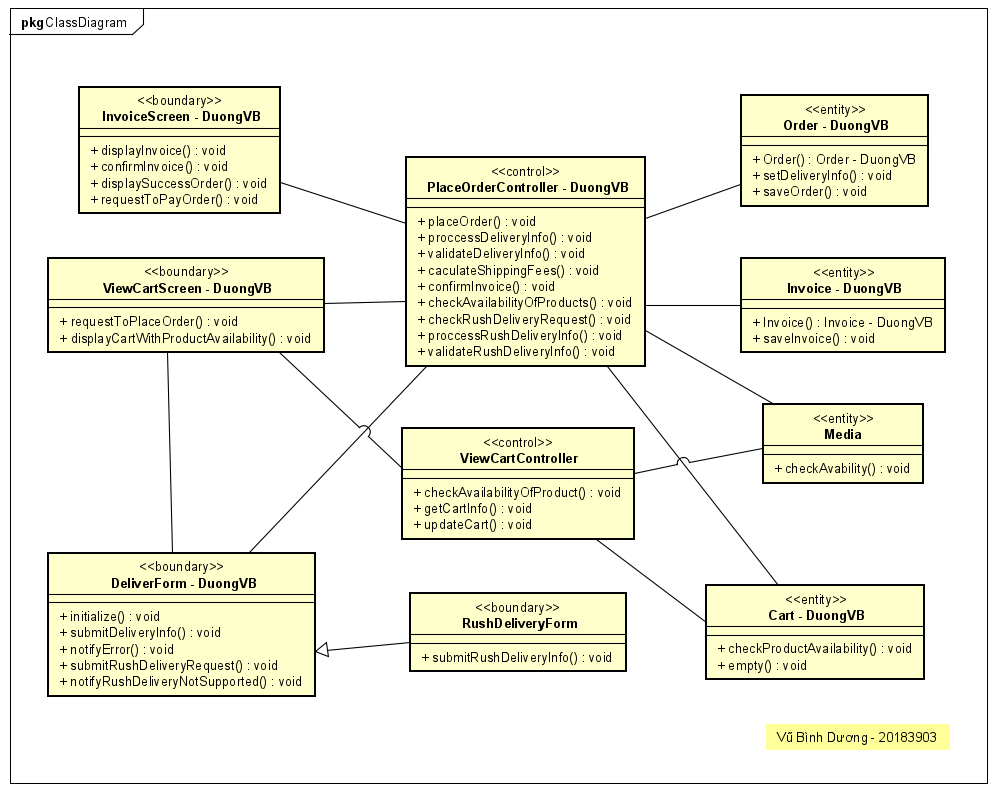 pkg ClassDiagram
<<boundary>>
InvoiceScreen - DuongVB
+ displayInvoice() : void
+ confirmInvoice() : void
+ displaySuccessOrder() : void
+ requestToPayOrder() : void
<<control>>
PlaceOrderController - DuongVB
+ placeOrder() : void
+ proccessDeliveryInfo() : void
+ validateDeliveryInfo() : void
+ caculateShippingFees() : void
+ confirmInvoice() : void
+ checkAvailabilityOfProducts() : void
+ checkRushDeliveryRequest() : void
+ proccessRushDeliveryInfo() : void
+ validateRushDeliveryInfo() : void
<<entity>>
Order - DuongVB
+ Order() : Order - DuongVB
+ setDeliveryInfo() : void
+ saveOrder() : void
<<boundary>>
ViewCartScreen - DuongVB
+ requestToPlaceOrder() : void
+ displayCartWithProductAvailability() : void
<<entity>>
Invoice - DuongVB
+ Invoice() : Invoice - DuongVB
+ saveInvoice() : void
<<entity>>
Media
+ checkAvability() : void
<<control>>
ViewCartController
+ checkAvailabilityOfProduct() : void
+ getCartInfo() : void
+ updateCart() : void
<<boundary>>
DeliverForm - DuongVB
+ initialize() : void
+ submitDeliveryInfo() : void
+ notifyError() : void
+ submitRushDeliveryRequest() : void
+ notifyRushDeliveryNotSupported() : void
<<boundary>>
RushDeliveryForm
+ submitRushDeliveryInfo() : void
<<entity>>
Cart - DuongVB
+ checkProductAvailability() : void
+ empty() : void
Vũ Bình Dương - 20183903